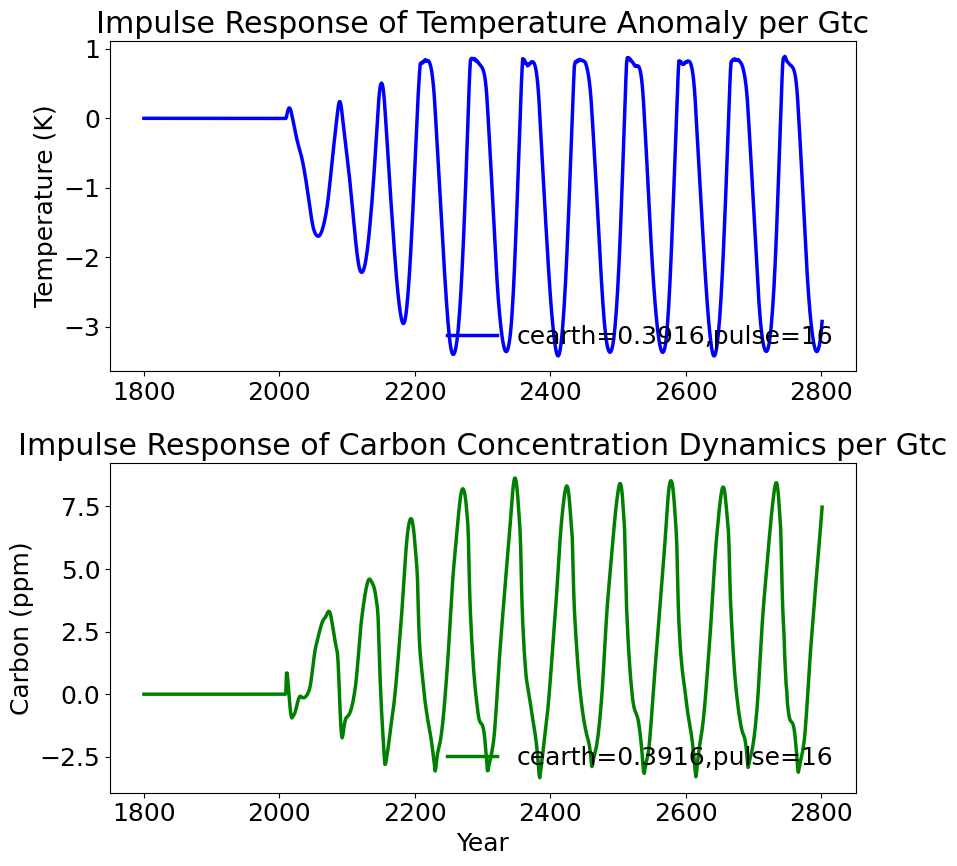 Impulse Response of Temperature Anomaly per Gtc
Temperature (K)
1
0
−1
−2
−3
cearth=0.3916,pulse=16
1800 2000 2200 2400 2600 2800
Impulse Response of Carbon Concentration Dynamics per Gtc
Carbon (ppm)
7.5
5.0
2.5
0.0
−2.5
cearth=0.3916,pulse=16
1800 2000 2200 2400 2600 2800
Year